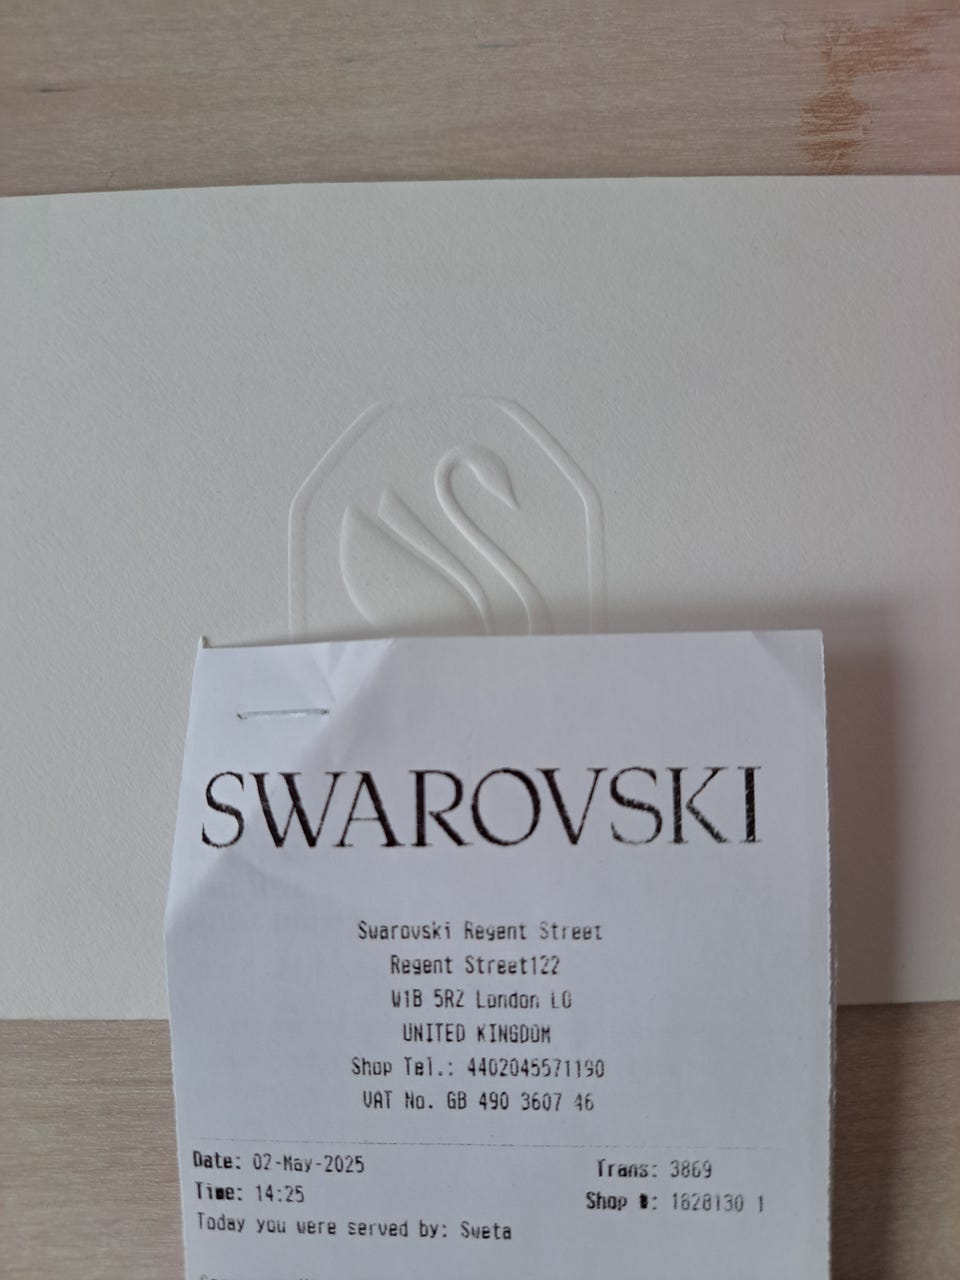 SWAROVSKI
Swarovski Regent Street
Regent Street122
W1B 5RZ London LO
UNITED KINGDOM
Shop Tel.: 4402045571190
VAT No. GB 490 3607 46
Date: 02-May-2025 Trans: 3869
Time: 14:25 Shop #: 1628130 1
Today you were served by: Sweta